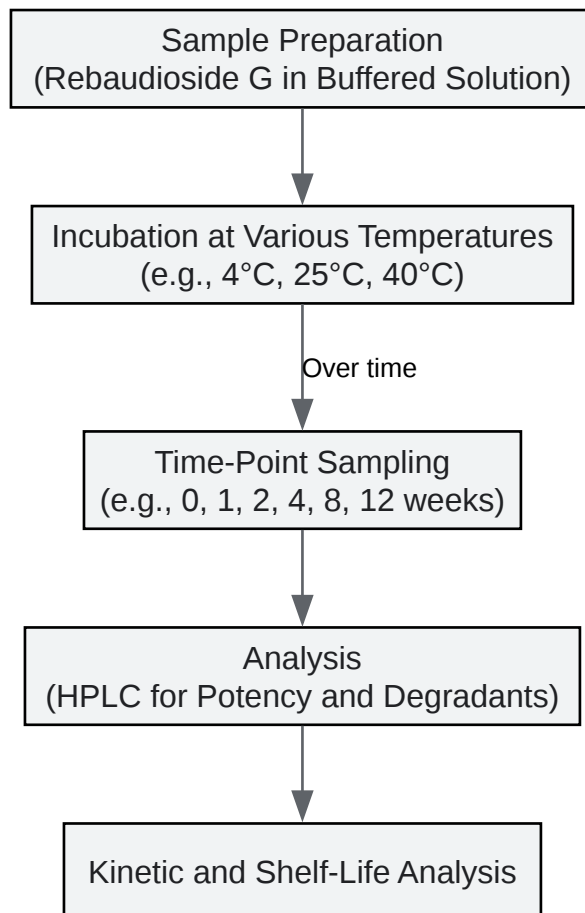 Sample Preparation
(Rebaudioside G in Buffered Solution)
Incubation at Various Temperatures
(e.g., 4°C, 25°C, 40°C)
Over time
Time-Point Sampling
(e.g., 0, 1, 2, 4, 8, 12 weeks)
Analysis
(HPLC for Potency and Degradants)
Kinetic and Shelf-Life Analysis